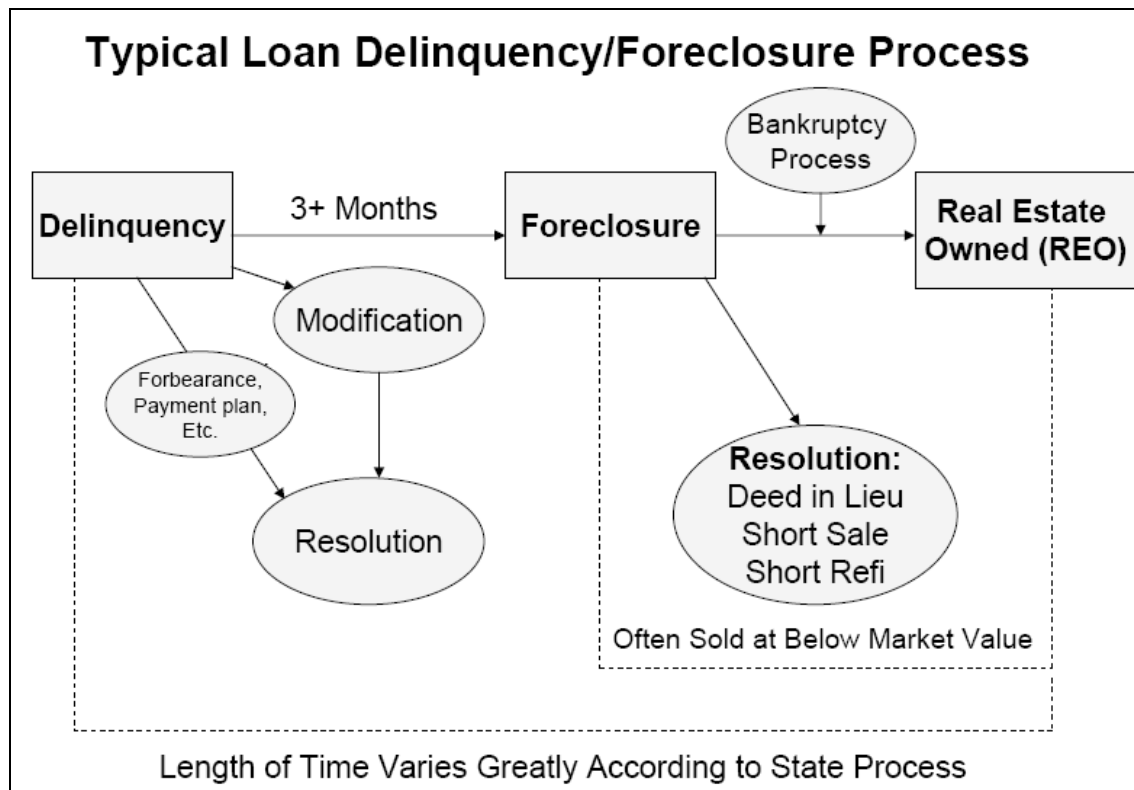 Typical Loan Delinquency/Foreclosure Process
Bankruptcy
Process
Delinquency
3+ Months
Foreclosure
Real Estate
Owned (REO)
Modification
Forbearance,
Payment plan,
Etc.
Resolution
Resolution:
Deed in Lieu
Short Sale
Short Refi
Often Sold at Below Market Value
Length of Time Varies Greatly According to State Process